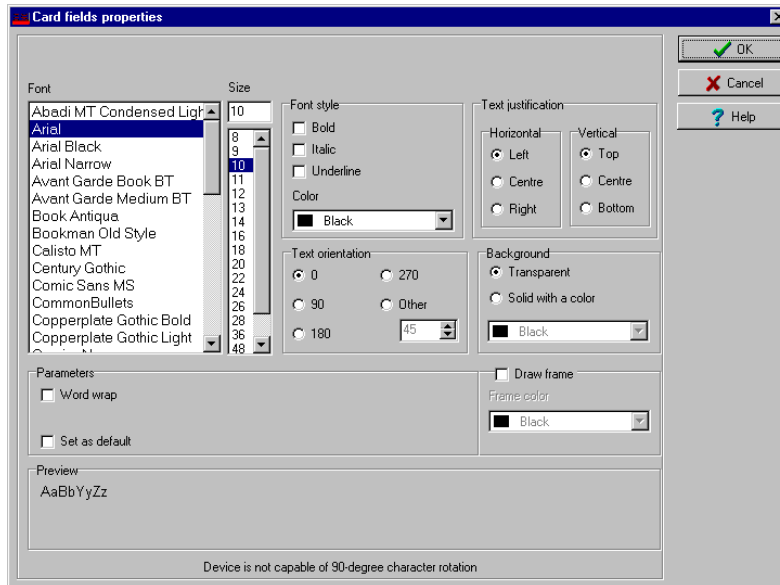 Card fields properties
OK
Cancel
Help
Font
Abadi MT Condensed Ligh
Arial
Arial Black
Arial Narrow
Avant Garde Book BT
Avant Garde Medium BT
Book Antiqua
Bookman Old Style
Calisto MT
Century Gothic
Comic Sans MS
CommonBullets
Copperplate Gothic Bold
Copperplate Gothic Light
Size
10
8
9
10
11
12
13
14
16
18
20
22
24
26
28
36
48
Font style
Bold
Italic
Underline
Color
Black
Text justification
Horizontal
Left
Centre
Right
Vertical
Top
Centre
Bottom
Text orientation
0
270
90
Other
180
45
Background
Transparent
Solid with a color
Black
Parameters
Word wrap
Set as default
Draw frame
Frame color
Black
Preview
AaBbYyZz
Device is not capable of 90-degree character rotation